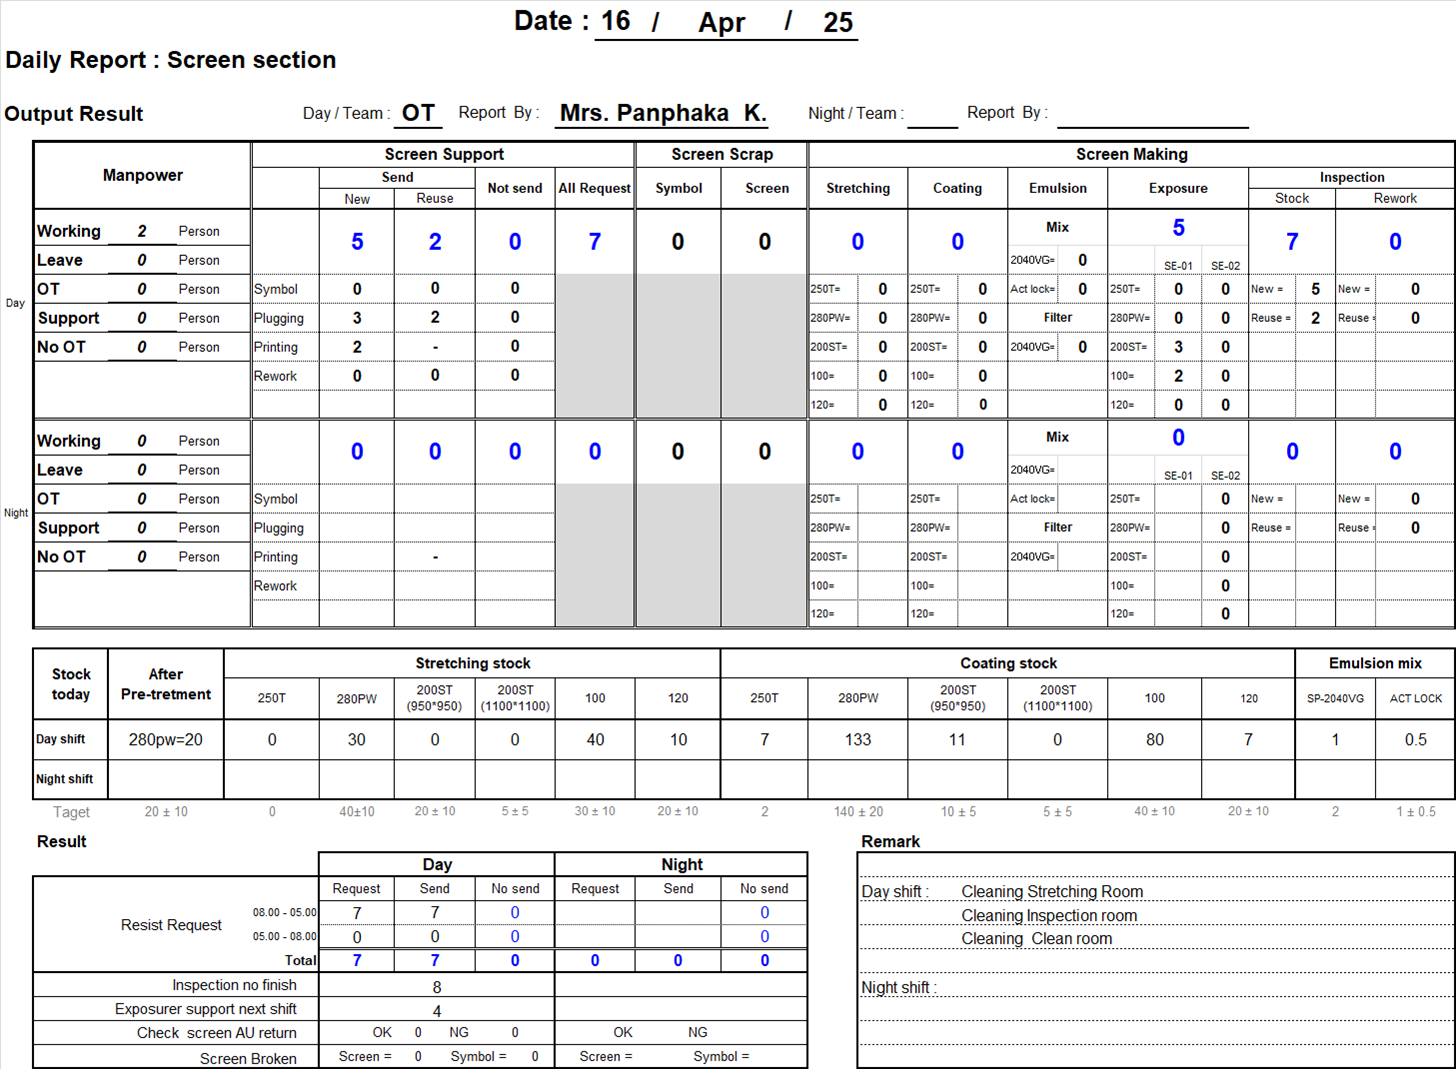 Date : 16 / Apr / 25
Daily Report : Screen section
Output Result Day / Team : OT Report By : Mrs. Panphaka K. Night / Team : Report By :
Manpower Screen Support Screen Scrap Screen Making
Send Not send All Request Symbol Screen Stretching Coating Emulsion Exposure Inspection
New Reuse Stock Rework
Day
Working 2 Person 5 2 0 7 0 0 0 0 Mix 5 7 0
Leave 0 Person 2040VG= 0 SE-01 SE-02
OT 0 Person Symbol 0 0 0 250T= 0 250T= 0 Act lock= 0 250T= 0 0 New = 5 New = 0
Support 0 Person Plugging 3 2 0 280PW= 0 280PW= 0 Filter 280PW= 0 0 Reuse = 2 Reuse = 0
No OT 0 Person Printing 2 - 0 200ST= 0 200ST= 0 2040VG= 0 200ST= 3 0
Rework 0 0 0 100= 0 100= 0 100= 2 0
120= 0 120= 0 120= 0 0
Night
Working 0 Person 0 0 0 0 0 0 0 0 Mix 0 0 0
Leave 0 Person 2040VG= SE-01 SE-02
OT 0 Person Symbol 250T= 250T= Act lock= 250T= 0 New = New = 0
Support 0 Person Plugging 280PW= 280PW= Filter 280PW= 0 Reuse = Reuse = 0
No OT 0 Person Printing - 200ST= 200ST= 2040VG= 200ST= 0
Rework 100= 100= 100= 0
120= 120= 120= 0
Stock today After Pre-tretment Stretching stock Coating stock Emulsion mix
250T 280PW 200ST (950*950) 200ST (1100*1100) 100 120 250T 280PW 200ST (950*950) 200ST (1100*1100) 100 120 SP-2040VG ACT LOCK
Day shift 280pw=20 0 30 0 0 40 10 7 133 11 0 80 7 1 0.5
Night shift
Taget 20 ± 10 0 40±10 20 ± 10 5 ± 5 30 ± 10 20 ± 10 2 140 ± 20 10 ± 5 5 ± 5 40 ± 10 20 ± 10 2 1 ± 0.5
Result
Day Night
Request Send No send Request Send No send
Resist Request
08.00 - 05.00 7 7 0 0
05.00 - 08.00 0 0 0 0
Total 7 7 0 0 0 0
Inspection no finish 8
Exposurer support next shift 4
Check screen AU return OK 0 NG 0 OK NG
Screen Broken Screen = 0 Symbol = 0 Screen = Symbol =
Remark
Day shift : Cleaning Stretching Room
Cleaning Inspection room
Cleaning Clean room
Night shift :